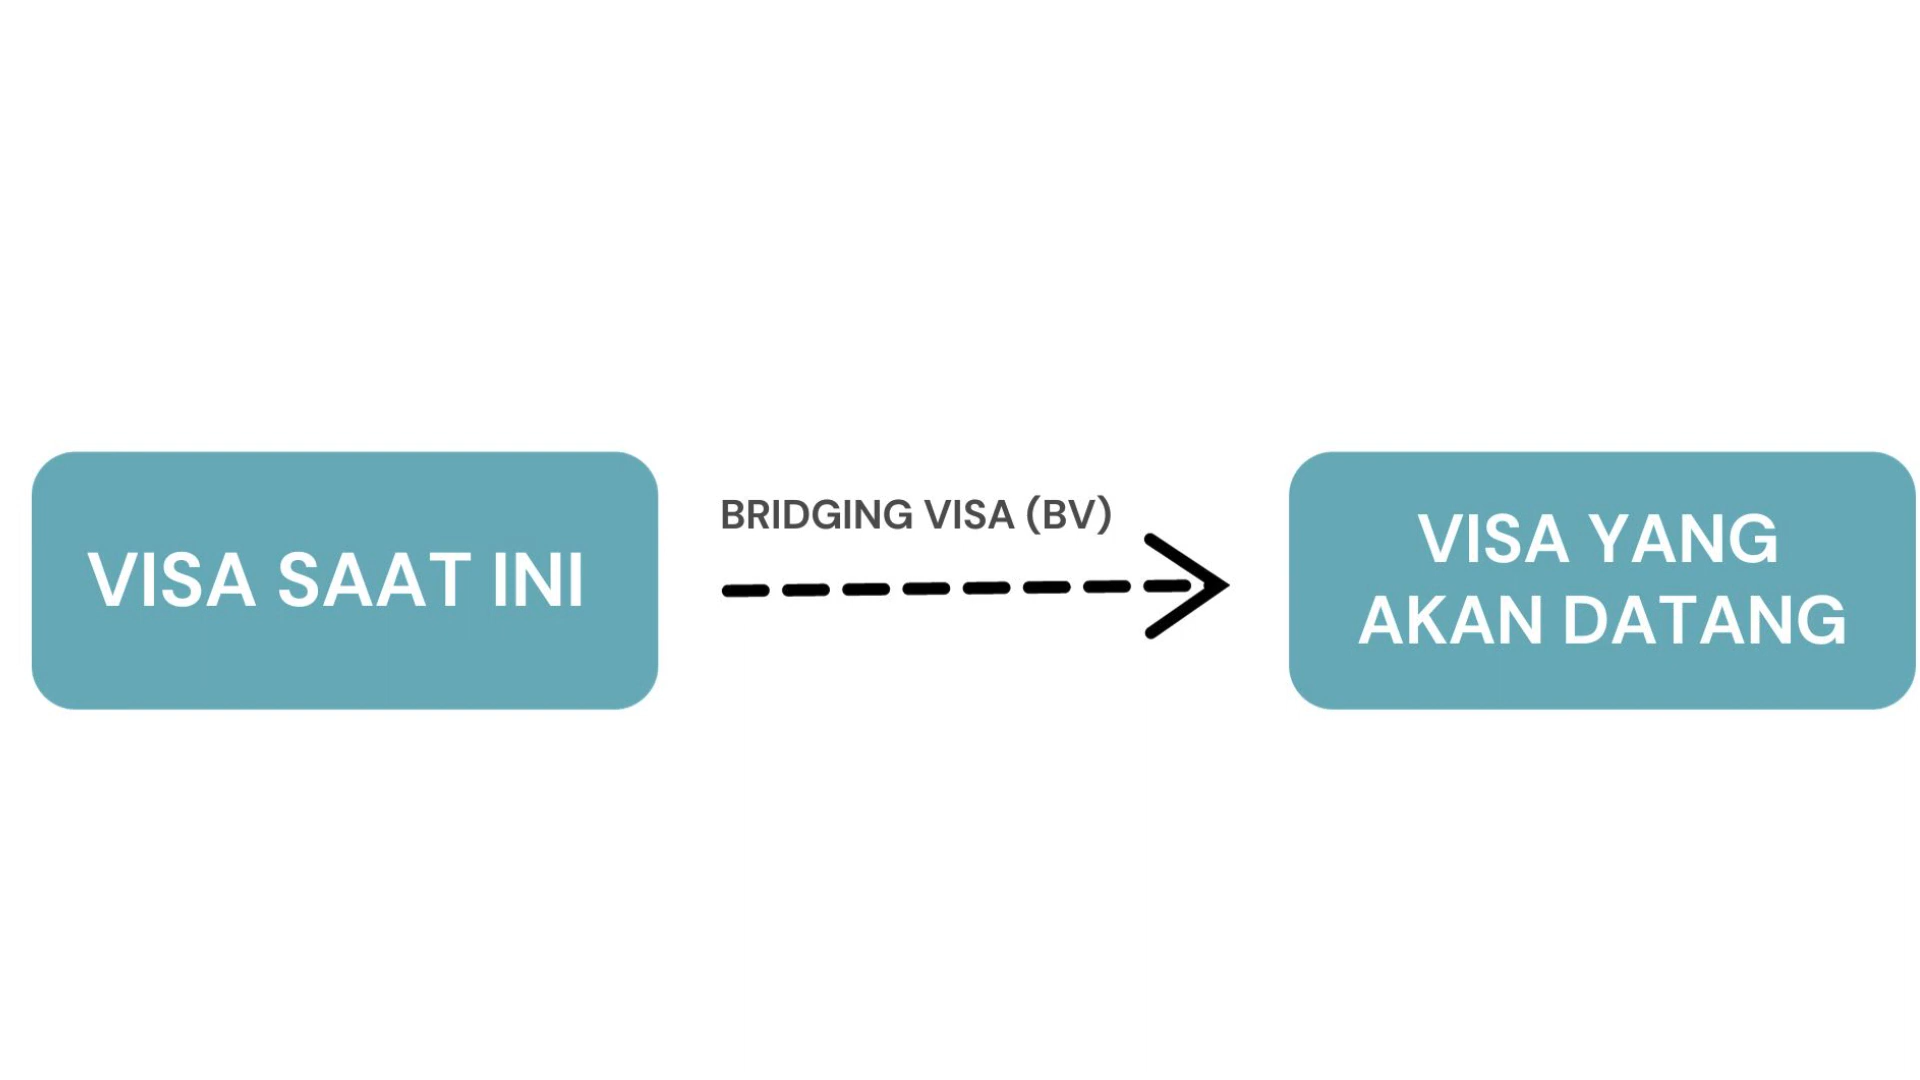 VISA SAAT INI
BRIDGING VISA (BV)
VISA YANG
AKAN DATANG